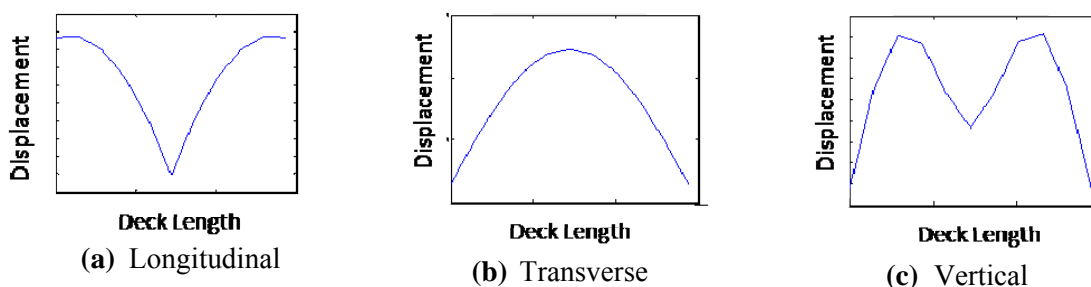 Displacement
Deck Length
(a) Longitudinal
Displacement
Deck Length
(b) Transverse
Displacement
Deck Length
(c) Vertical